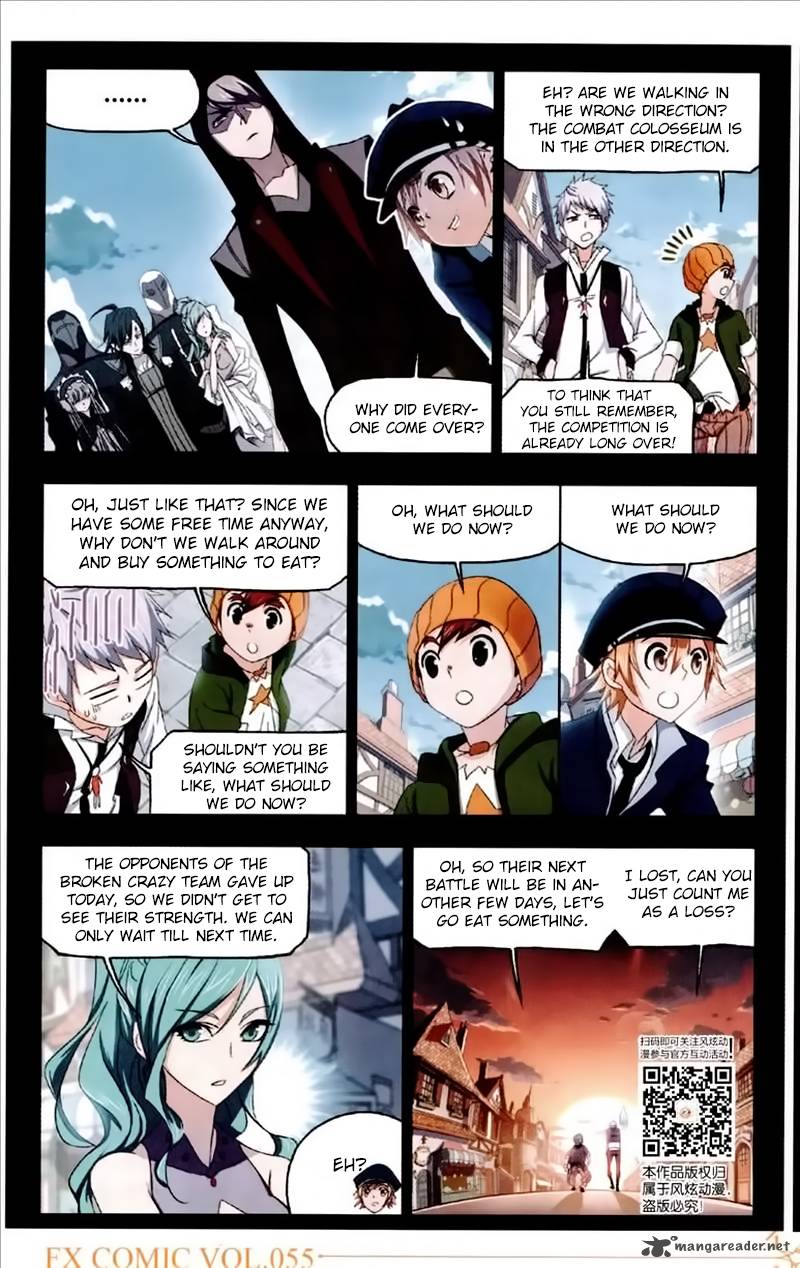 ......
EH? ARE WE WALKING IN
THE WRONG DIRECTION?
THE COMBAT COLOSSEUM IS
IN THE OTHER DIRECTION.
WHY DID EVERY-
ONE COME OVER?
TO THINK THAT
YOU STILL REMEMBER,
THE COMPETITION IS
ALREADY LONG OVER!
OH, JUST LIKE THAT? SINCE WE
HAVE SOME FREE TIME ANYWAY,
WHY DON'T WE WALK AROUND
AND BUY SOMETHING TO EAT?
SHOULDN'T YOU BE
SAYING SOMETHING
LIKE, WHAT SHOULD
WE DO NOW?
OH, WHAT SHOULD
WE DO NOW?
WHAT SHOULD
WE DO NOW?
THE OPPONENTS OF THE
BROKEN CRAZY TEAM GAVE UP
TODAY, SO WE DIDN'T GET TO
SEE THEIR STRENGTH. WE CAN
ONLY WAIT TILL NEXT TIME.
EH?
OH, SO THEIR NEXT
BATTLE WILL BE IN AN-
OTHER FEW DAYS, LET'S
GO EAT SOMETHING.
I LOST, CAN YOU
JUST COUNT ME
AS A LOSS?
扫码即可关注风炫动
漫参与官方互动活动!
本作品版权归
属于风炫动漫.
盗版必究!
FX COMIC VOL.055
mangareader.net